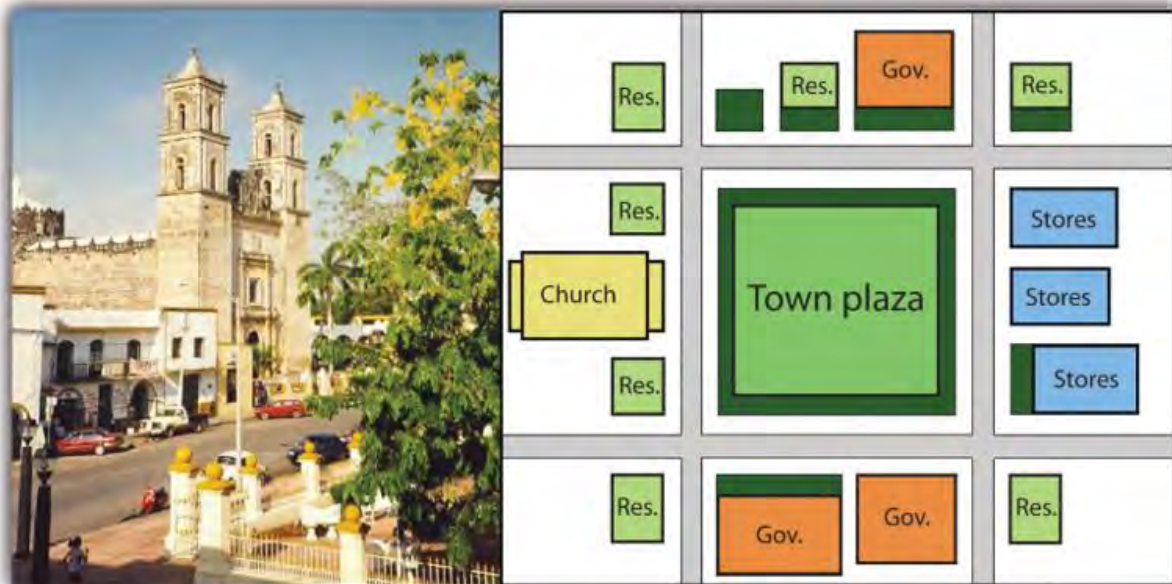 Res.
Res.
Gov.
Res.
Res.
Church
Res.
Town plaza
Stores
Stores
Stores
Res.
Gov.
Gov.
Res.